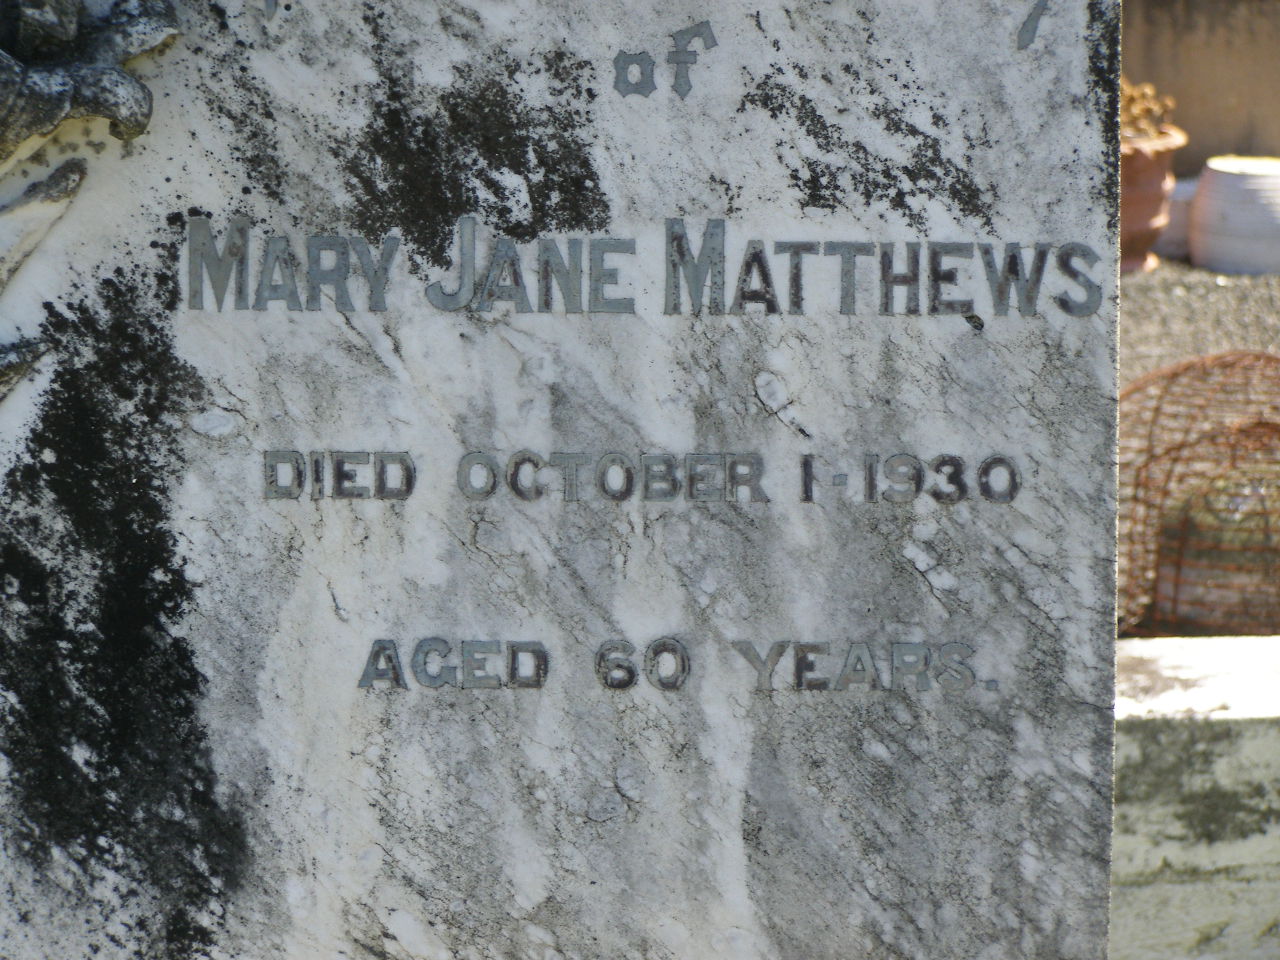 of
MARY JANE MATTHEWS
DIED OCTOBER 1-1930
AGED 60 YEARS.